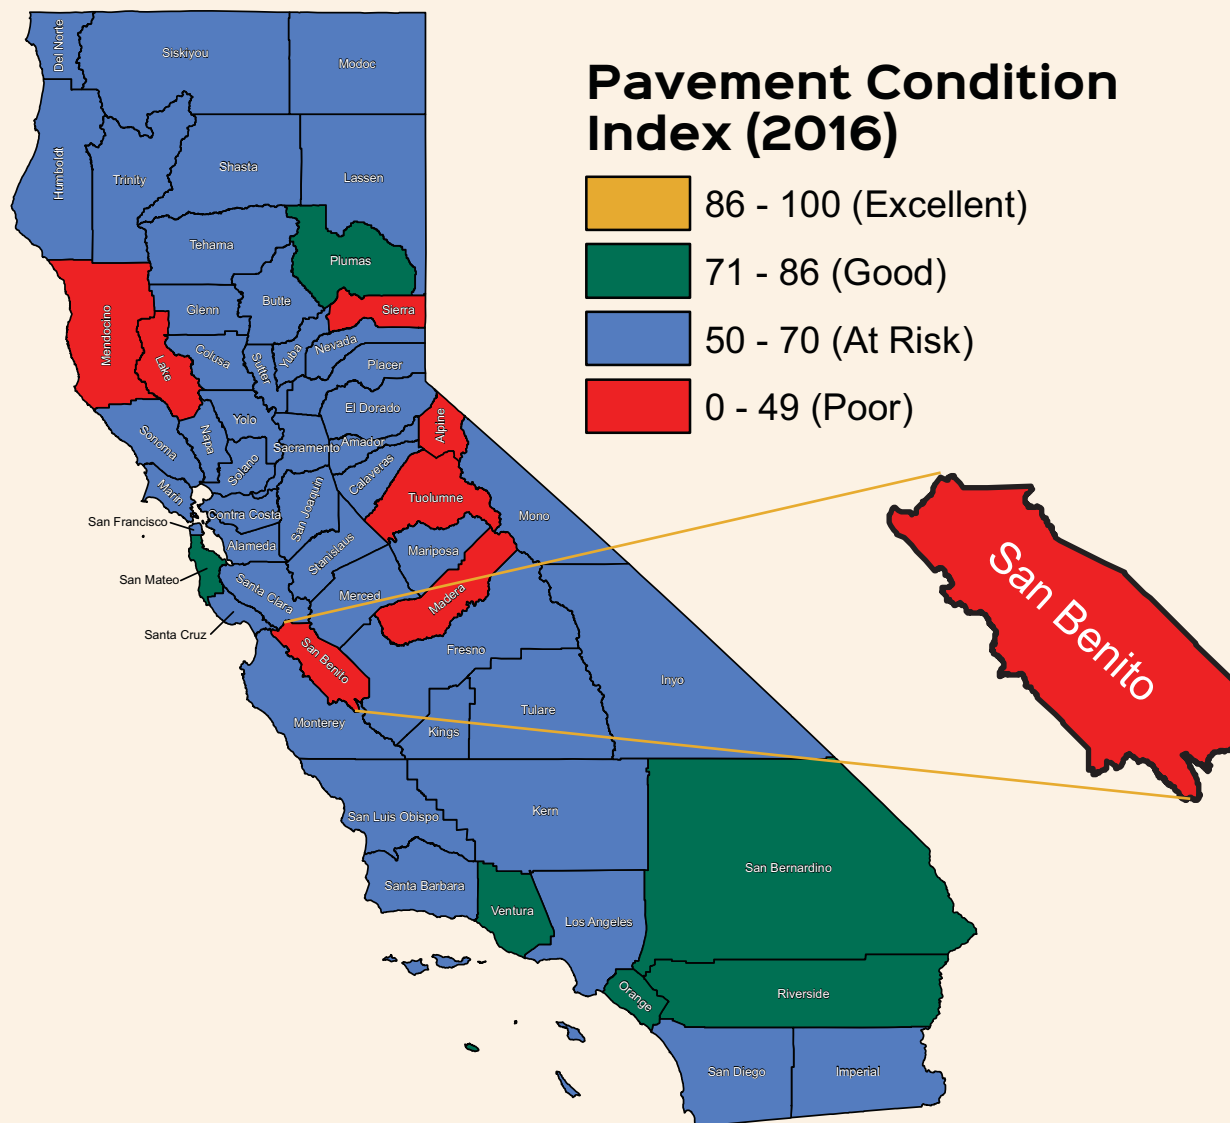 Pavement Condition
Index (2016)
86 - 100 (Excellent)
71 - 86 (Good)
50 - 70 (At Risk)
0 - 49 (Poor)
Del Norte
Siskiyou
Modoc
Humboldt
Trinity
Shasta
Lassen
Tehama
Plumas
Mendocino
Glenn
Butte
Sierra
Lake
Colusa
Sutter
Yuba
Nevada
Placer
Sonoma
Napa
Yolo
El Dorado
Alpine
Solano
Sacramento
Amador
Calaveras
Marin
Contra Costa
San Joaquin
Tuolumne
Mono
San Francisco
Alameda
Stanislaus
Mariposa
San Mateo
Santa Clara
Merced
Madera
Santa Cruz
San Benito
Fresno
San Benito
Monterey
Kings
Tulare
Inyo
San Luis Obispo
Kern
San Bernardino
Santa Barbara
Ventura
Los Angeles
Orange
Riverside
San Diego
Imperial